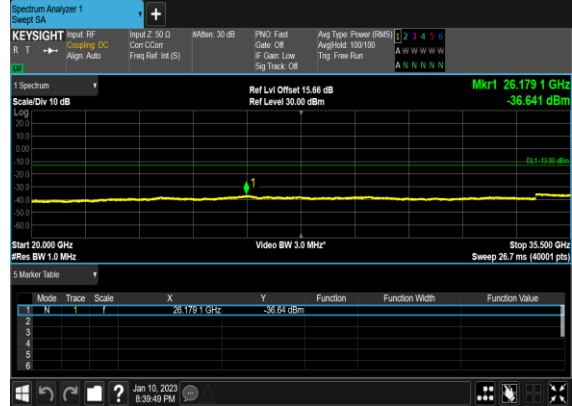 Spectrum Analyzer 1
Swept SA
+
KEYSIGHT Input: RF Input Z: 50 Ω #Atten: 30 dB PNO: Fast Avg Type: Power (RMS) 1 2 3 4 5 6
R T Coupling: DC Corr CCorr Gate: Off Avg|Hold: 100/100 A W W W W W
Align: Auto Freq Ref: Int (S) IF Gain: Low Trig: Free Run
Sig Track: Off A N N N N N
1 Spectrum Ref Lvl Offset 15.66 dB Mkr1 26.179 1 GHz
Scale/Div 10 dB Ref Level 30.00 dBm -36.641 dBm
Log
20.0
10.0
0.00
-10.0 DL1 -13.00 dBm
-20.0
-30.0 1
-40.0
-50.0
-60.0
Start 20.000 GHz Video BW 3.0 MHz* Stop 35.500 GHz
#Res BW 1.0 MHz Sweep 26.7 ms (40001 pts)
5 Marker Table
Mode Trace Scale X Y Function Function Width Function Value
1 N 1 f 26.179 1 GHz -36.64 dBm
2
3
4
5
6
? Jan 10, 2023
8:39:49 PM